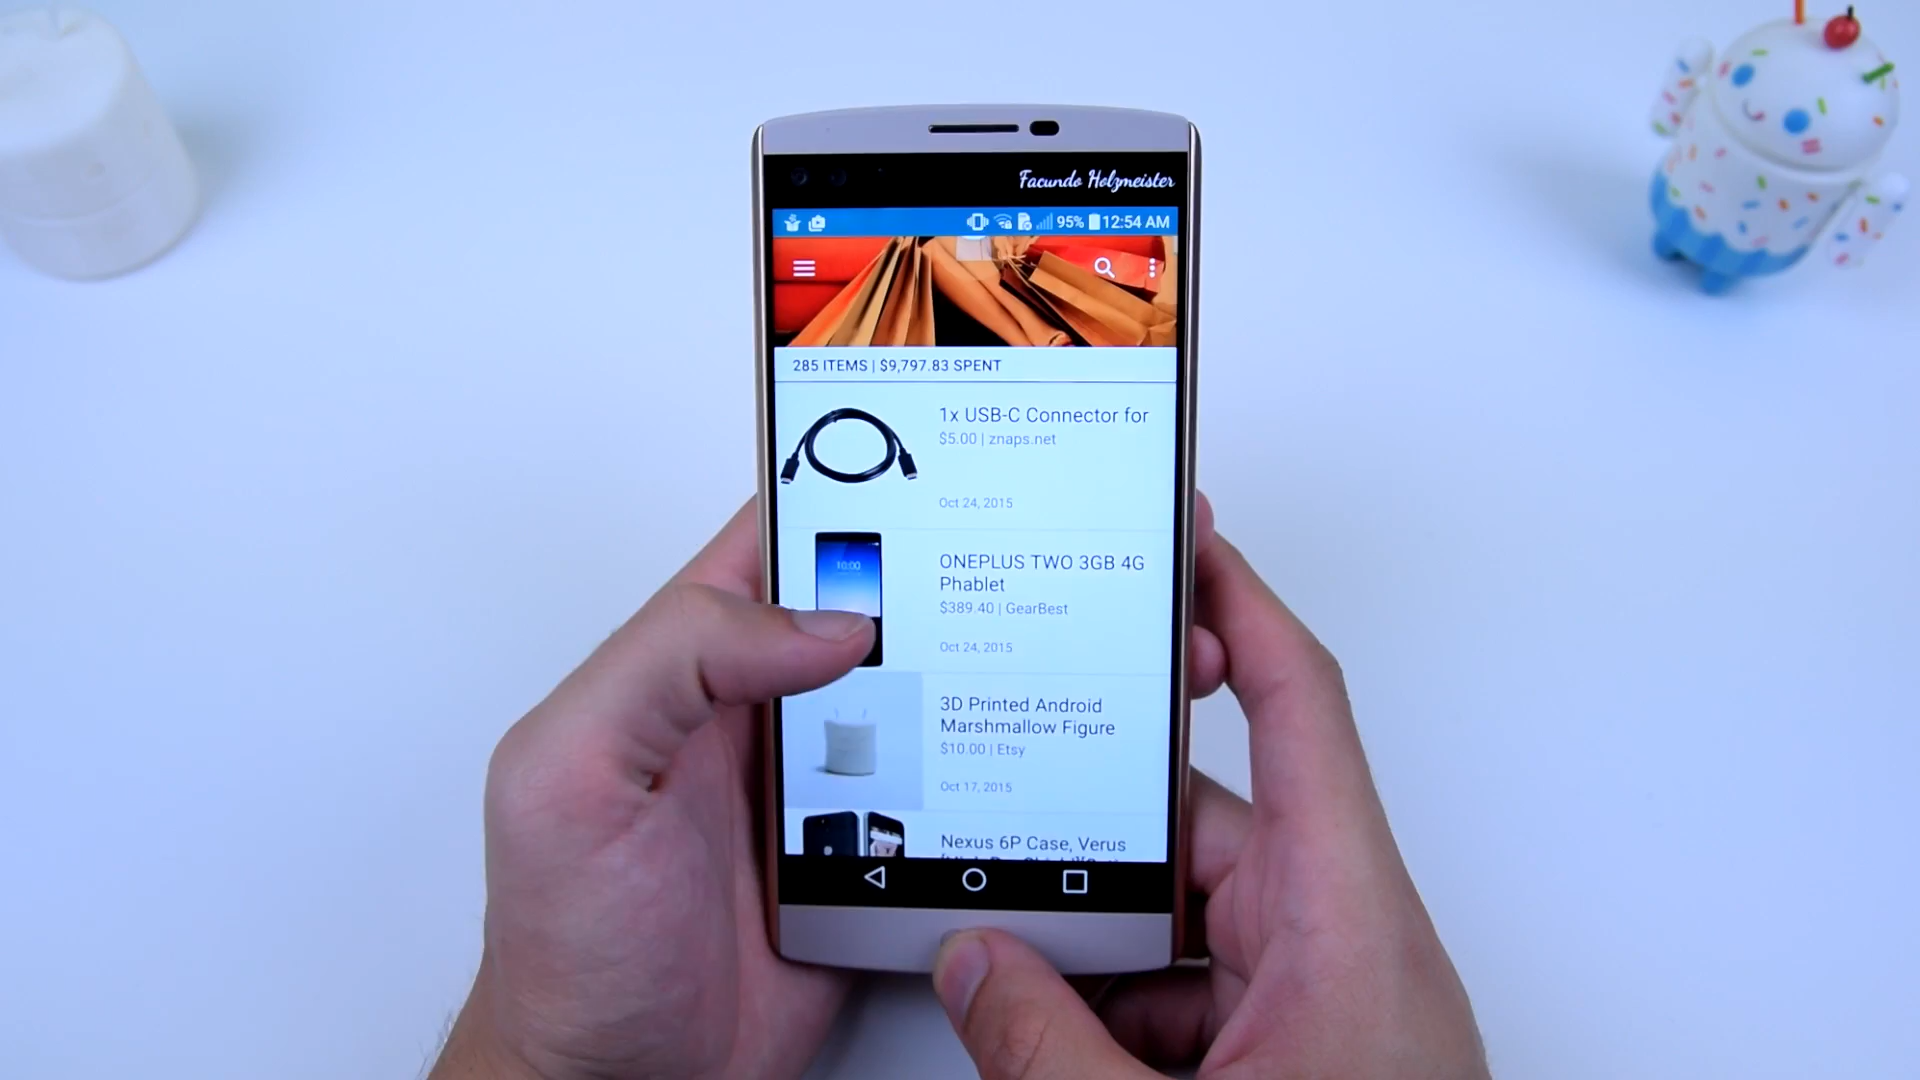 Facundo Holzmeister
95% 12:54 AM
285 ITEMS | $9,797.83 SPENT
1x USB-C Connector for
$5.00 | znaps.net
Oct 24, 2015
10:00
ONEPLUS TWO 3GB 4G
Phablet
$389.40 | GearBest
Oct 24, 2015
3D Printed Android
Marshmallow Figure
$10.00 | Etsy
Oct 17, 2015
Nexus 6P Case, Verus